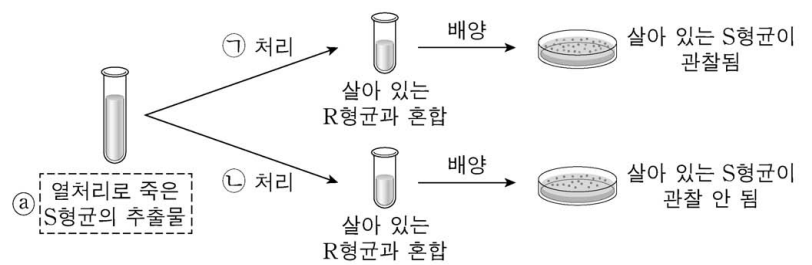 ㉠ 처리
살아 있는
R형균과 혼합
배양
살아 있는 S형균이
관찰됨
ⓐ 열처리로 죽은
S형균의 추출물
㉡ 처리
살아 있는
R형균과 혼합
배양
살아 있는 S형균이
관찰 안 됨